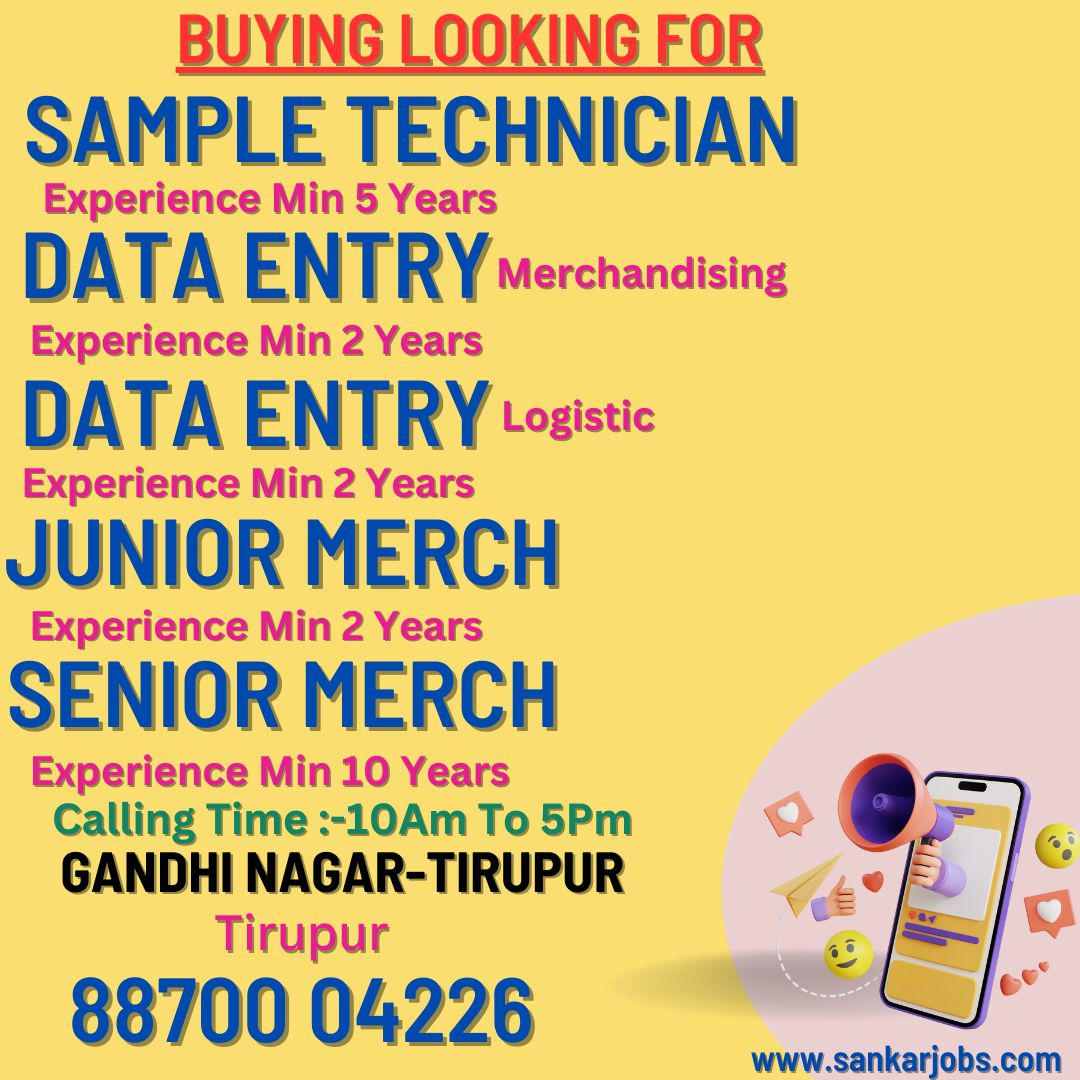 BUYING LOOKING FOR
SAMPLE TECHNICIAN
Experience Min 5 Years
DATA ENTRY Merchandising
Experience Min 2 Years
DATA ENTRY Logistic
Experience Min 2 Years
JUNIOR MERCH
Experience Min 2 Years
SENIOR MERCH
Experience Min 10 Years
Calling Time :-10Am To 5Pm
GANDHI NAGAR-TIRUPUR
Tirupur
88700 04226
www.sankarjobs.com